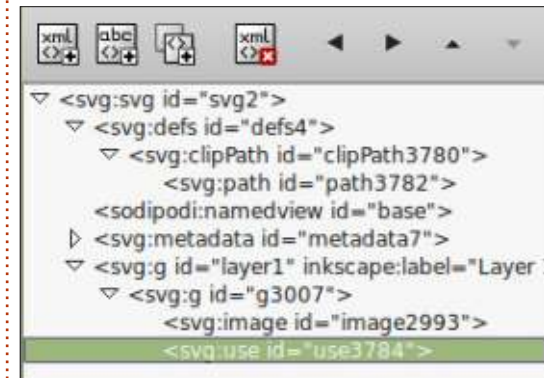 xml
abc
xml
<svg:svg id="svg2">
<svg:defs id="defs4">
<svg:clipPath id="clipPath3780">
<svg:path id="path3782">
<sodipodi:namedview id="base">
<svg:metadata id="metadata7">
<svg:g id="layer1" inkscape:label="Layer
<svg:g id="g3007">
<svg:image id="image2993">
<svg:use id="use3784">